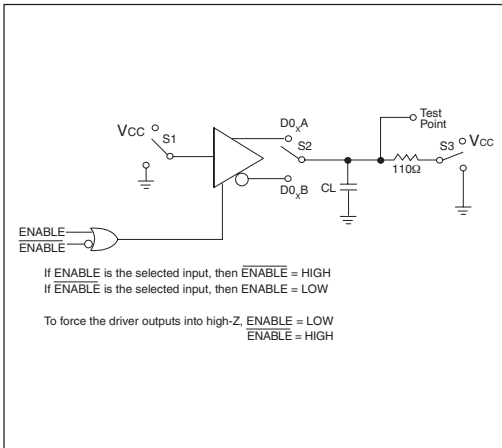 Test
Point
D0xA
VCC
S1
S2
S3
VCC
110Ω
CL
D0xB
ENABLE
ENABLE
If ENABLE is the selected input, then ENABLE = HIGH
If ENABLE is the selected input, then ENABLE = LOW
To force the driver outputs into high-Z, ENABLE = LOW
ENABLE = HIGH